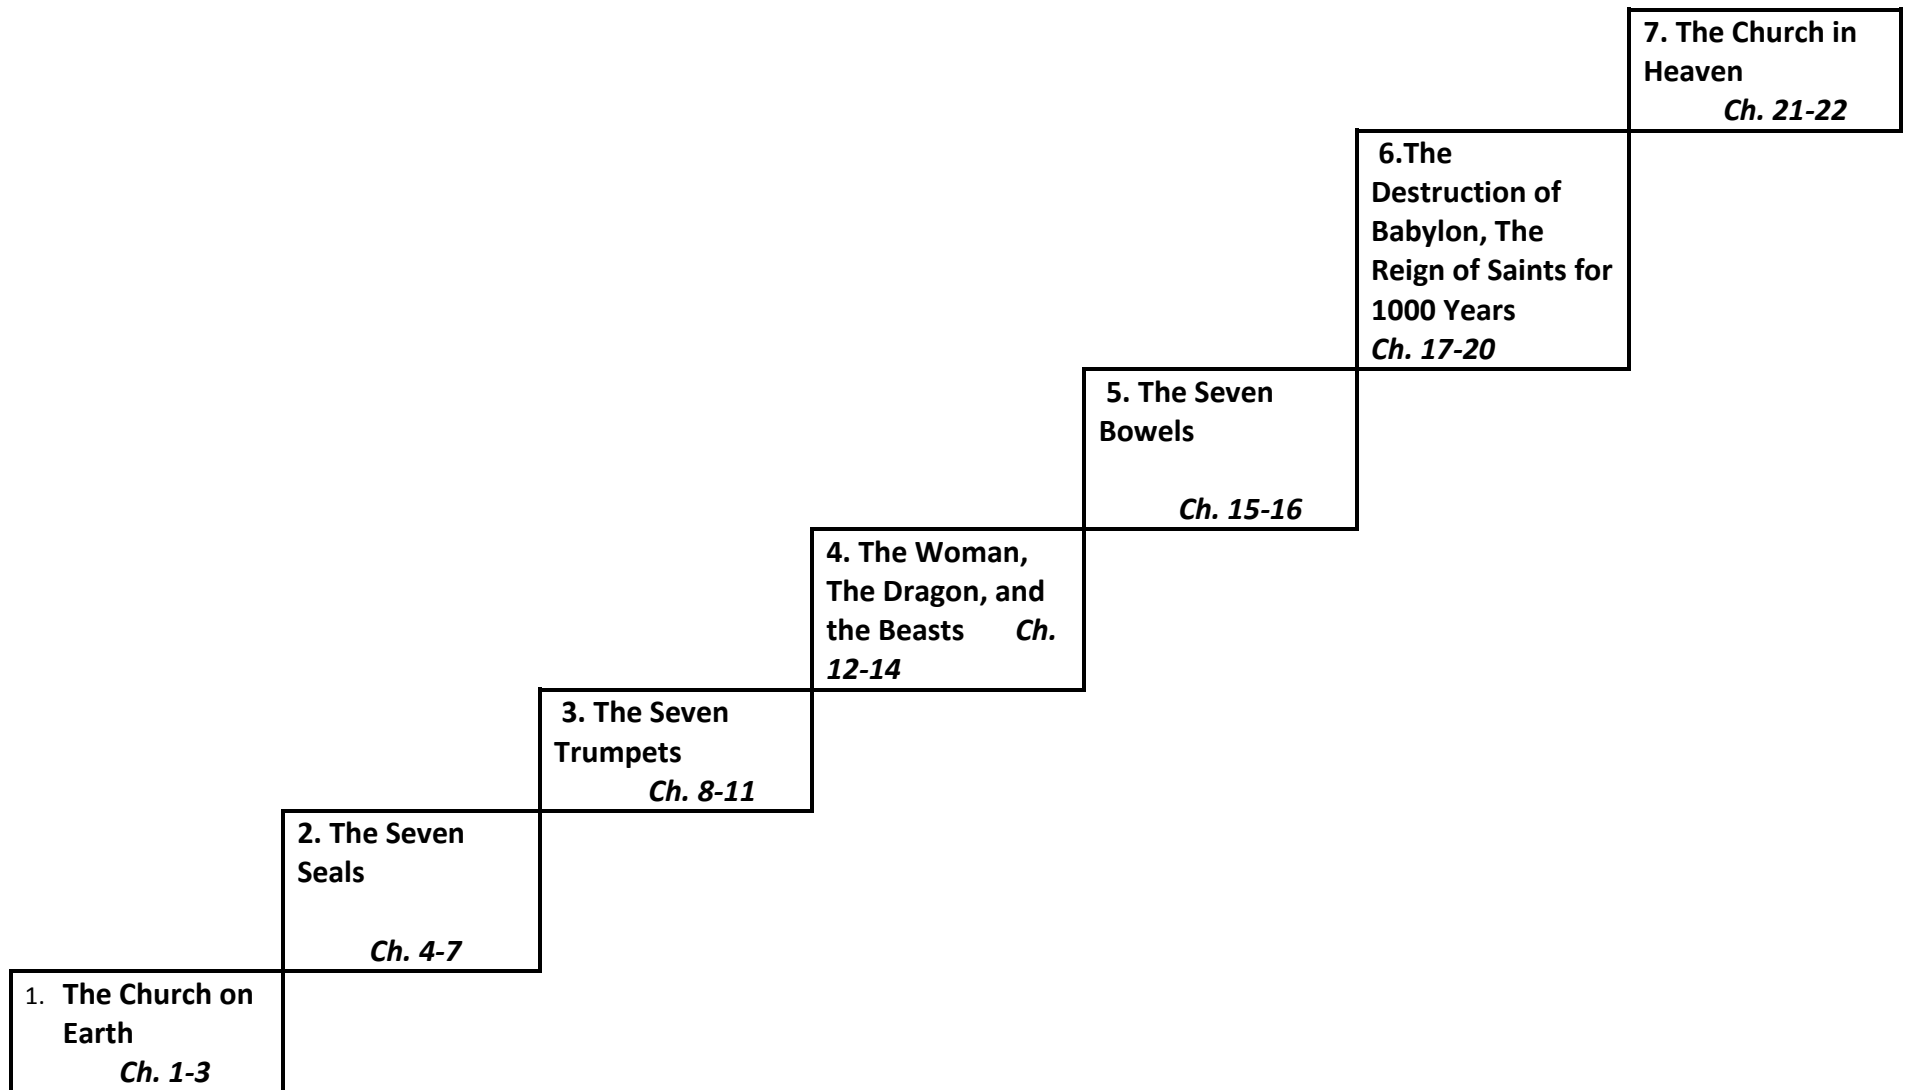 7. The Church in
Heaven
Ch. 21-22
6.The
Destruction of
Babylon, The
Reign of Saints for
1000 Years
Ch. 17-20
5. The Seven
Bowels
Ch. 15-16
4. The Woman,
The Dragon, and
the Beasts Ch.
12-14
3. The Seven
Trumpets
Ch. 8-11
2. The Seven
Seals
Ch. 4-7
1. The Church on
Earth
Ch. 1-3